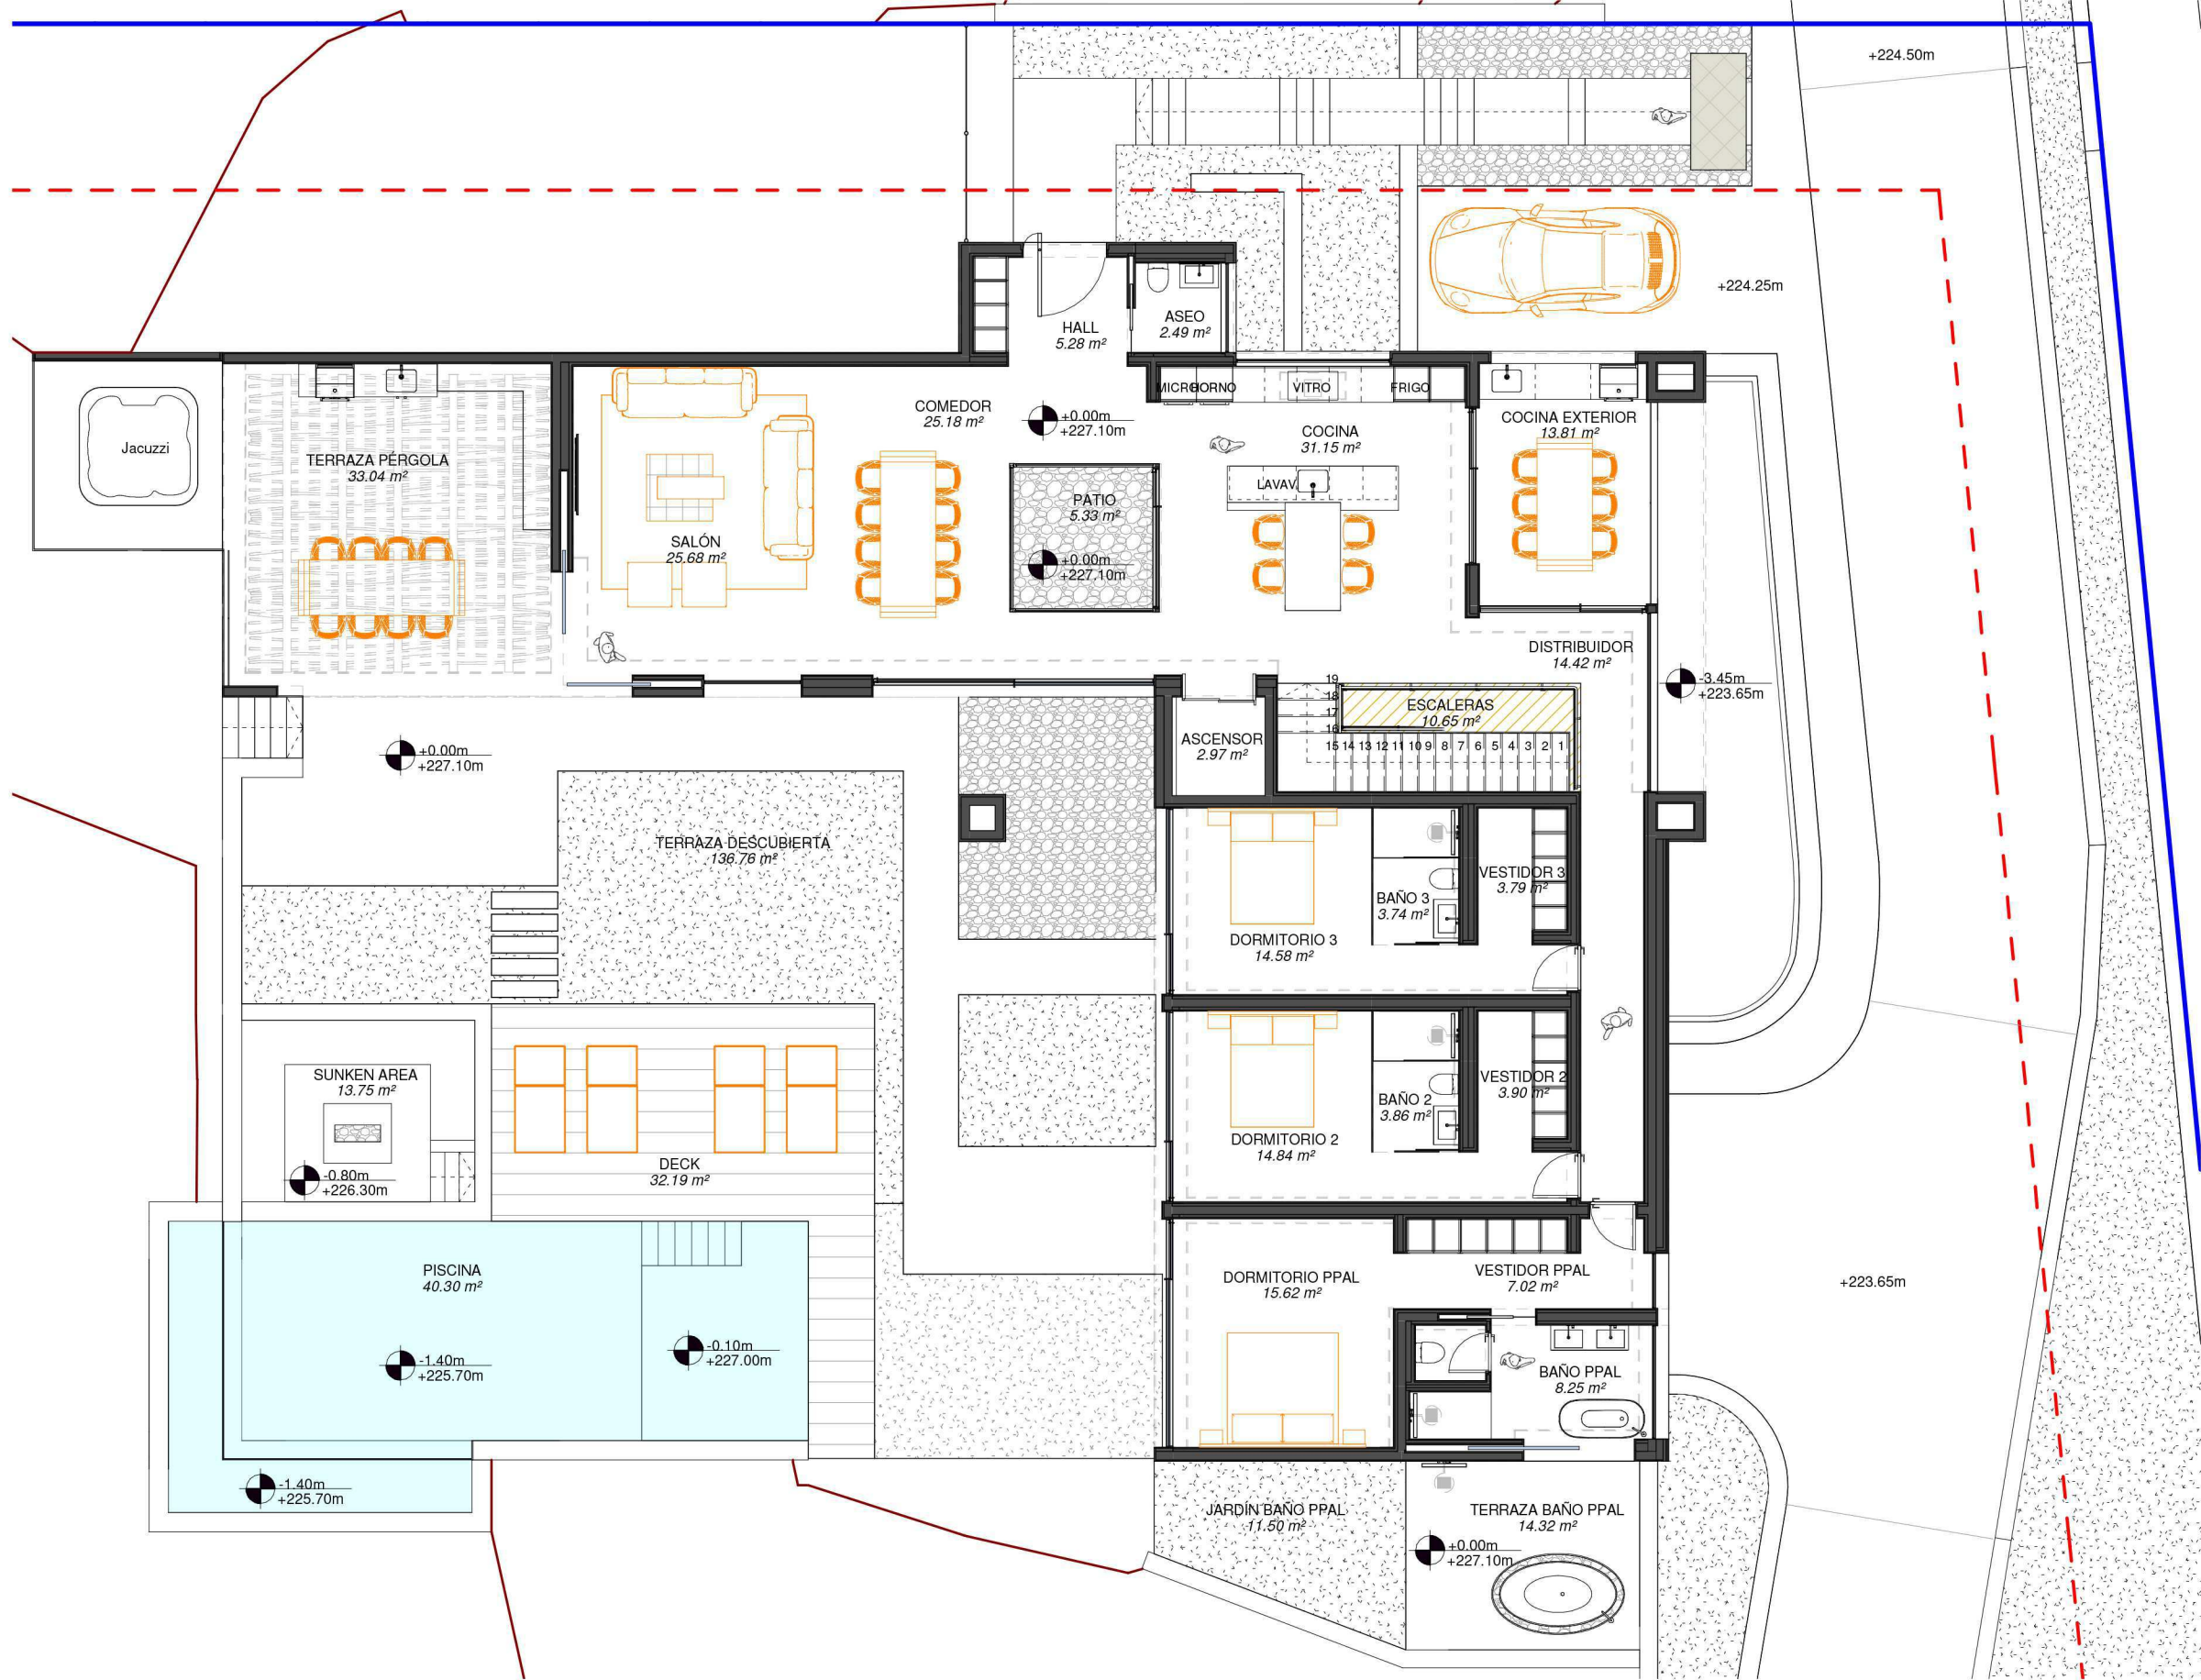 +224.50m
+224.25m
HALL
5.28 m²
ASEO
2.49 m²
MICRO
HORNO
VITRO
FRIGO
COMEDOR
25.18 m²
+0.00m
+227.10m
COCINA
31.15 m²
COCINA EXTERIOR
13.81 m²
Jacuzzi
TERRAZA PÉRGOLA
33.04 m²
LAVAV.
PATIO
5.33 m²
+0.00m
+227.10m
SALÓN
25.68 m²
DISTRIBUIDOR
14.42 m²
-3.45m
+223.65m
19
18
17
16
15 14 13 12 11 10 9 8 7 6 5 4 3 2 1
ESCALERAS
10.65 m²
ASCENSOR
2.97 m²
+0.00m
+227.10m
TERRAZA DESCUBIERTA
136.76 m²
VESTIDOR 3
3.79 m²
BAÑO 3
3.74 m²
DORMITORIO 3
14.58 m²
SUNKEN AREA
13.75 m²
VESTIDOR 2
3.90 m²
BAÑO 2
3.86 m²
DORMITORIO 2
14.84 m²
-0.80m
+226.30m
DECK
32.19 m²
PISCINA
40.30 m²
DORMITORIO PPAL
15.62 m²
VESTIDOR PPAL
7.02 m²
+223.65m
-0.10m
+227.00m
-1.40m
+225.70m
BAÑO PPAL
8.25 m²
-1.40m
+225.70m
JARDÍN BAÑO PPAL
11.50 m²
TERRAZA BAÑO PPAL
14.32 m²
+0.00m
+227.10m